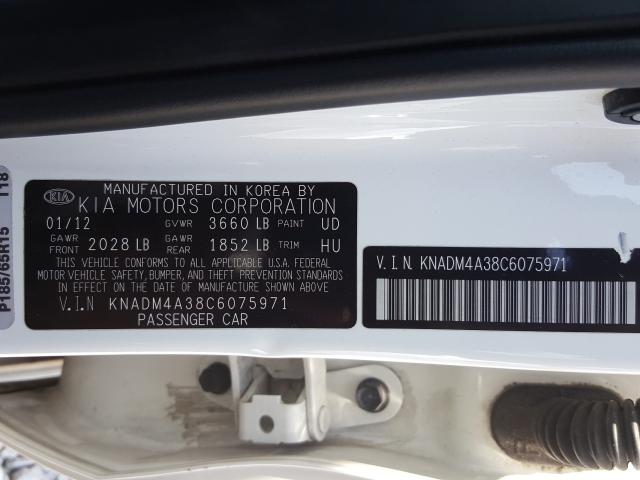 P185/65R15 T18
KIA
MANUFACTURED IN KOREA BY
KIA MOTORS CORPORATION
01/12 GVWR 3660 LB PAINT UD
GAWR FRONT 2028 LB GAWR REAR 1852 LB TRIM HU
THIS VEHICLE CONFORMS TO ALL APPLICABLE U.S.A. FEDERAL
MOTOR VEHICLE SAFETY, BUMPER, AND THEFT PREVENTION STANDARDS
IN EFFECT ON THE DATE OF MANUFACTURE SHOWN ABOVE
V.I.N KNADM4A38C6075971
PASSENGER CAR
V.I.N. KNADM4A38C6075971